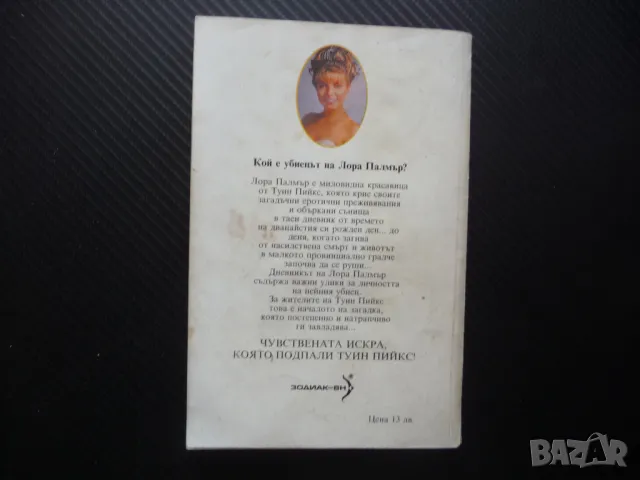 Кой е убиецът на Лора Палмър?
Лора Палмър е миловидна красавица
от Туин Пийкс, която крие своите
загадъчни еротични преживявания
и объркани сънища
в таен дневник от времето
на дванайстия си рожден ден... до
деня, когато загива
от насилствена смърт и животът
в малкото провинциално градче
започва да се руши...
Дневникът на Лора Палмър
съдържа важни улики за личността
на нейния убиец.
За жителите на Туин Пийкс
това е началото на загадка,
която постепенно и натрапчиво
ги завладява...
ЧУВСТВЕНАТА ИСКРА,
КОЯТО ПОДПАЛИ ТУИН ПИЙКС!
ЗОДИАК-ВН
Цена 13 лв.
BAZAR
.bg